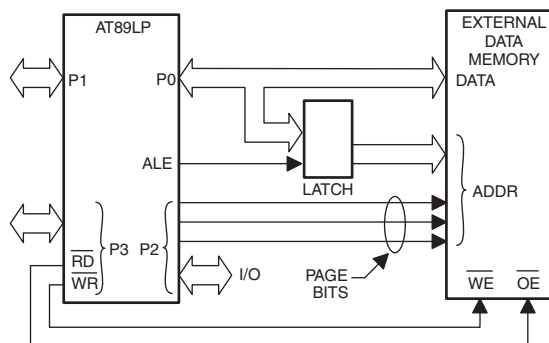 AT89LP
EXTERNAL
DATA
MEMORY
P1
P0
DATA
ALE
LATCH
ADDR
P3
P2
RD
WR
I/O
PAGE
BITS
WE
OE